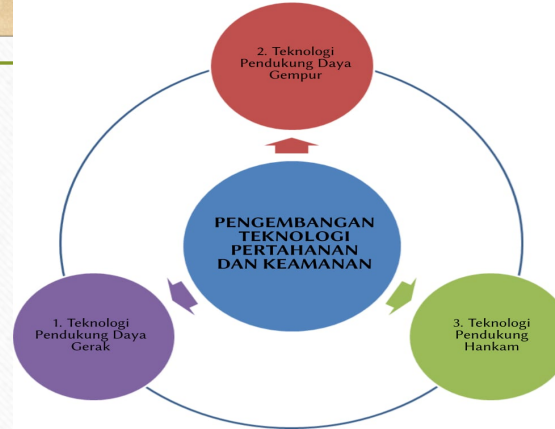 2. Teknologi
Pendukung Daya
Gempur
PENGEMBANGAN
TEKNOLOGI
PERTAHANAN
DAN KEAMANAN
1. Teknologi
Pendukung Daya
Gerak
3. Teknologi
Pendukung
Hankam